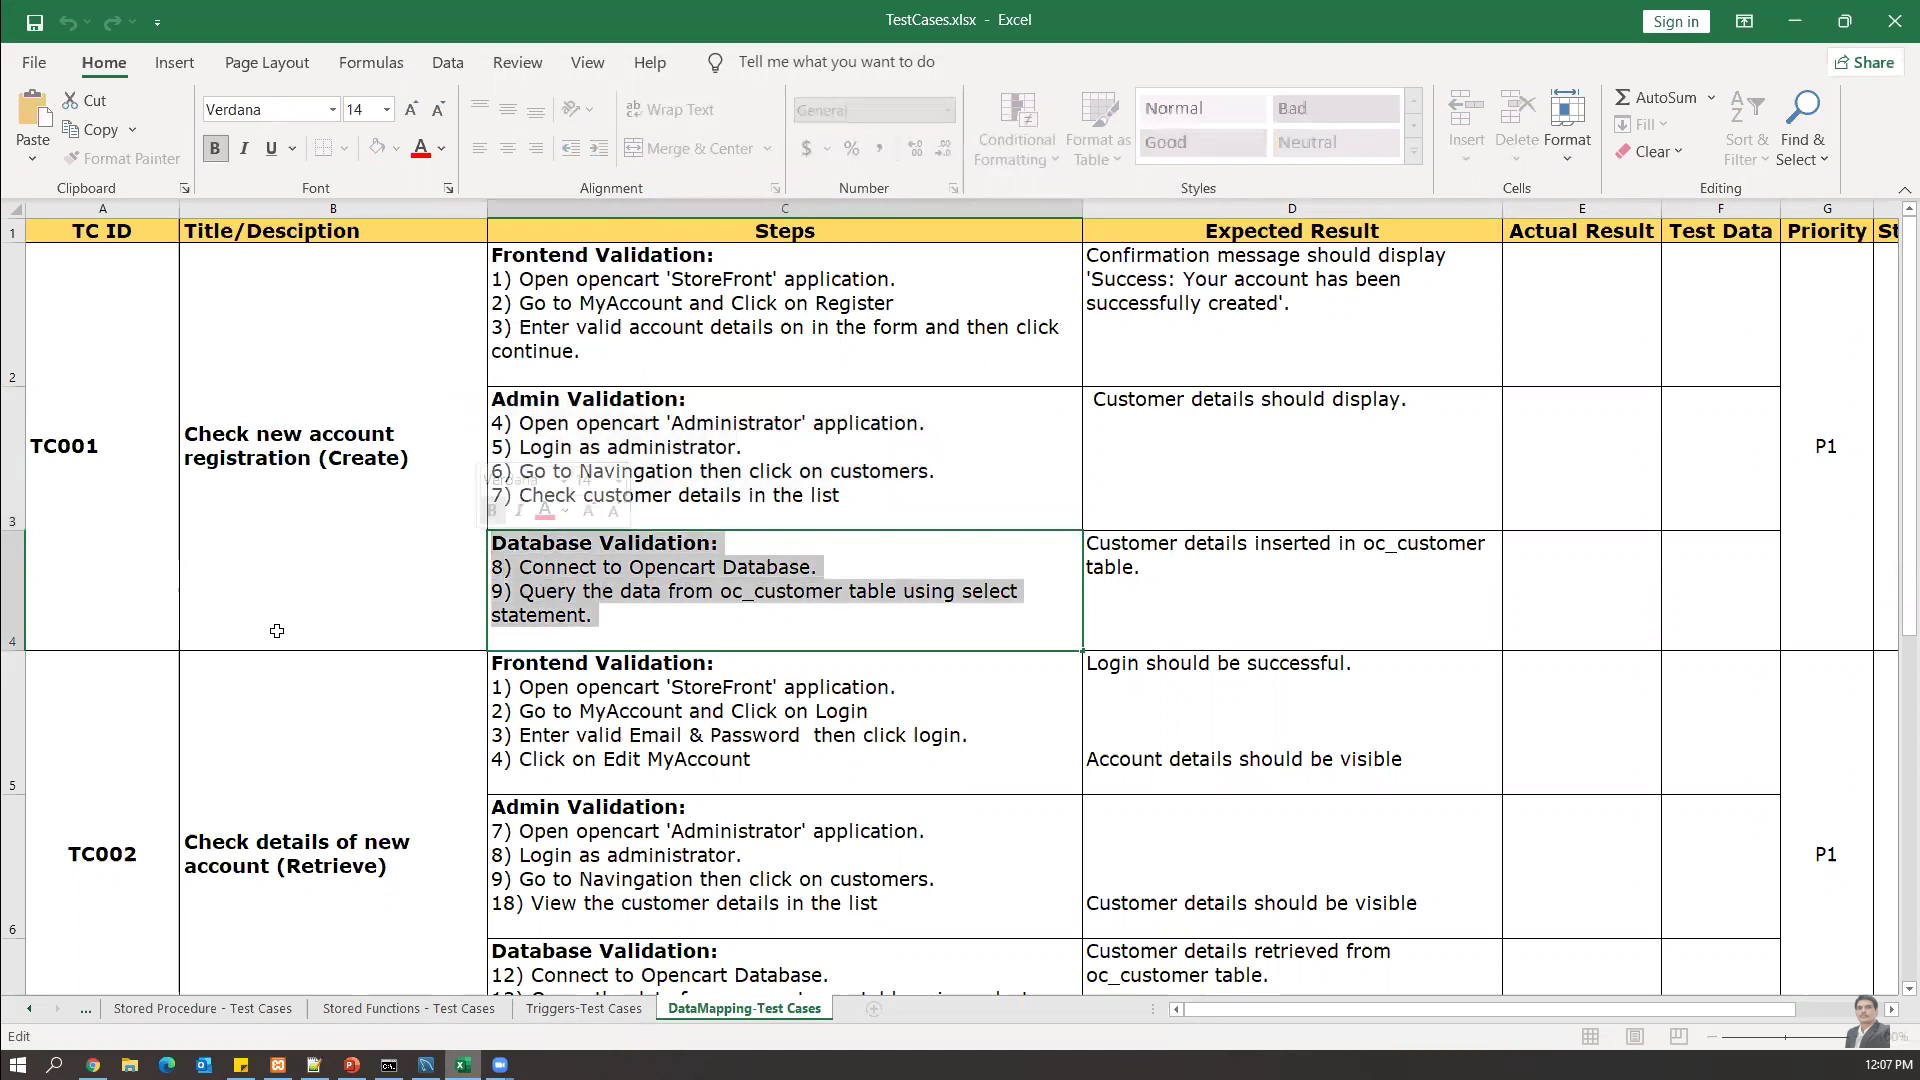 TestCases.xlsx - Excel
Sign in
File Home Insert Page Layout Formulas Data Review View Help Tell me what you want to do Share
Paste
Cut
Copy
Format Painter
Clipboard
Verdana 14
B I U
Font
Wrap Text
Merge & Center
Alignment
General
$ % ,
Number
Conditional Formatting
Format as Table
Normal Bad
Good Neutral
Styles
Insert Delete Format
Cells
AutoSum
Fill
Clear
Sort & Filter
Find & Select
Editing
A B C D E F G
1 TC ID Title/Desciption Steps Expected Result Actual Result Test Data Priority St
2
TC001
Check new account
registration (Create)
Frontend Validation:
1) Open opencart 'StoreFront' application.
2) Go to MyAccount and Click on Register
3) Enter valid account details on in the form and then click
continue.
Confirmation message should display
'Success: Your account has been
successfully created'.
P1
3
Admin Validation:
4) Open opencart 'Administrator' application.
5) Login as administrator.
6) Go to Navingation then click on customers.
7) Check customer details in the list
Customer details should display.
Verdana 14
B I A
4
Database Validation:
8) Connect to Opencart Database.
9) Query the data from oc_customer table using select
statement.
Customer details inserted in oc_customer
table.
5
TC002
Check details of new
account (Retrieve)
Frontend Validation:
1) Open opencart 'StoreFront' application.
2) Go to MyAccount and Click on Login
3) Enter valid Email & Password  then click login.
4) Click on Edit MyAccount
Login should be successful.
Account details should be visible
P1
6
Admin Validation:
7) Open opencart 'Administrator' application.
8) Login as administrator.
9) Go to Navingation then click on customers.
18) View the customer details in the list
Customer details should be visible
Database Validation:
12) Connect to Opencart Database.
Customer details retrieved from
oc_customer table.
... Stored Procedure - Test Cases Stored Functions - Test Cases Triggers-Test Cases DataMapping-Test Cases
Edit
12:07 PM